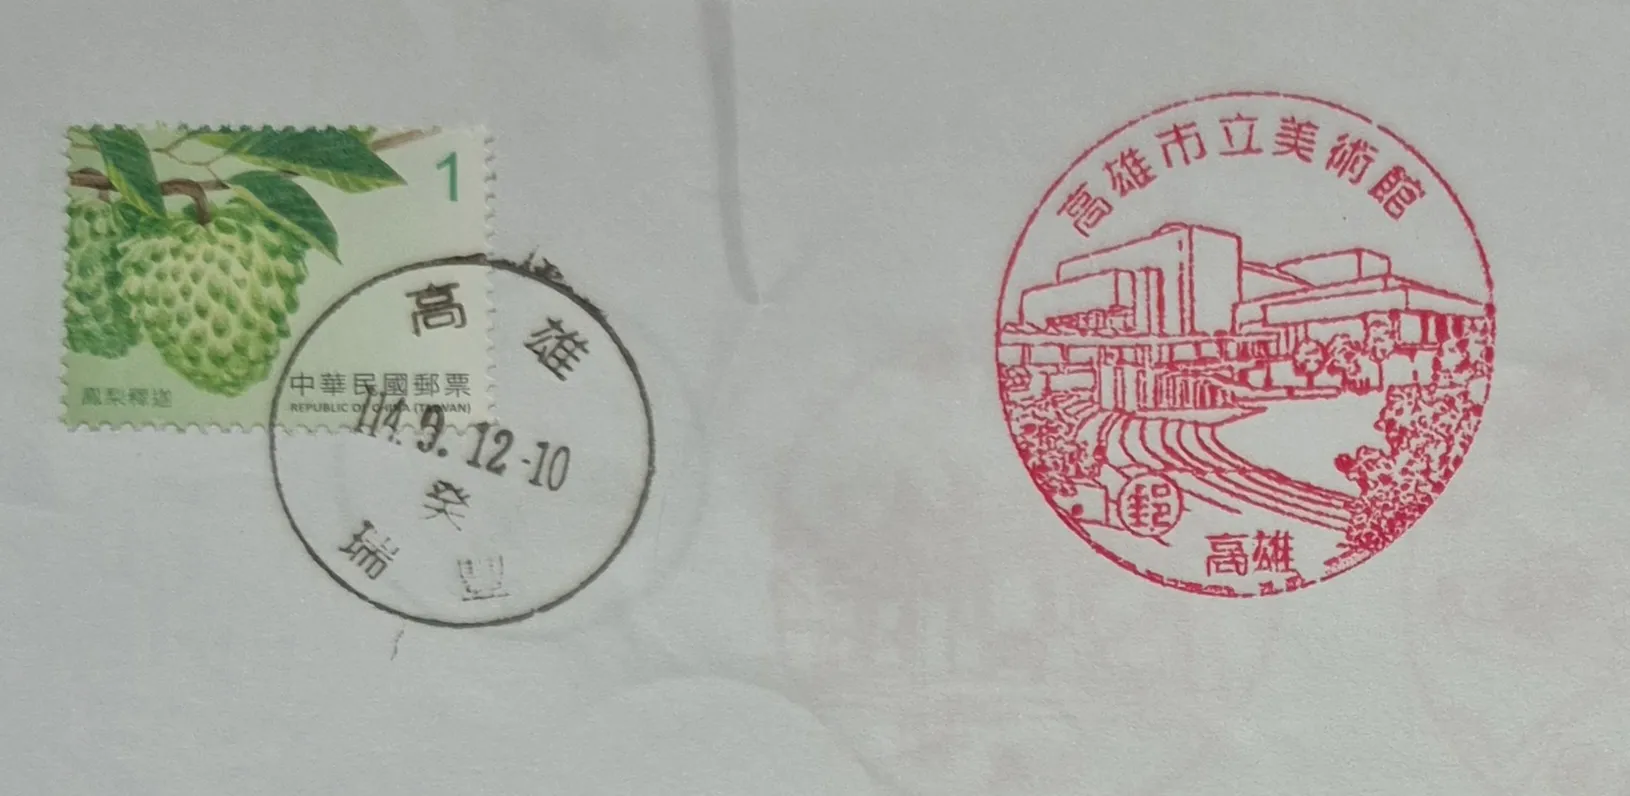 1
鳳梨釋迦
中華民國郵票
REPUBLIC OF CHINA (TAIWAN)
高雄
114.9.12-10
癸
瑞豐
高雄市立美術館
郵
高雄